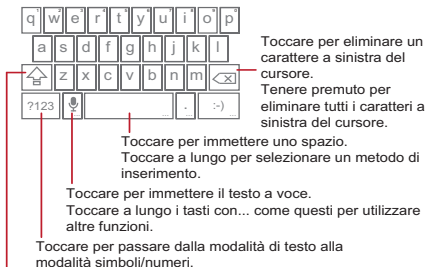 q w e r t y u i o p
a s d f g h j k l
z x c v b n m
?123 ... . :-)
Toccare per eliminare un
carattere a sinistra del
cursore.
Tenere premuto per
eliminare tutti i caratteri a
sinistra del cursore.
Toccare per immettere uno spazio.
Toccare a lungo per selezionare un metodo di
inserimento.
Toccare per immettere il testo a voce.
Toccare a lungo i tasti con... come questi per utilizzare
altre funzioni.
Toccare per passare dalla modalità di testo alla
modalità simboli/numeri.